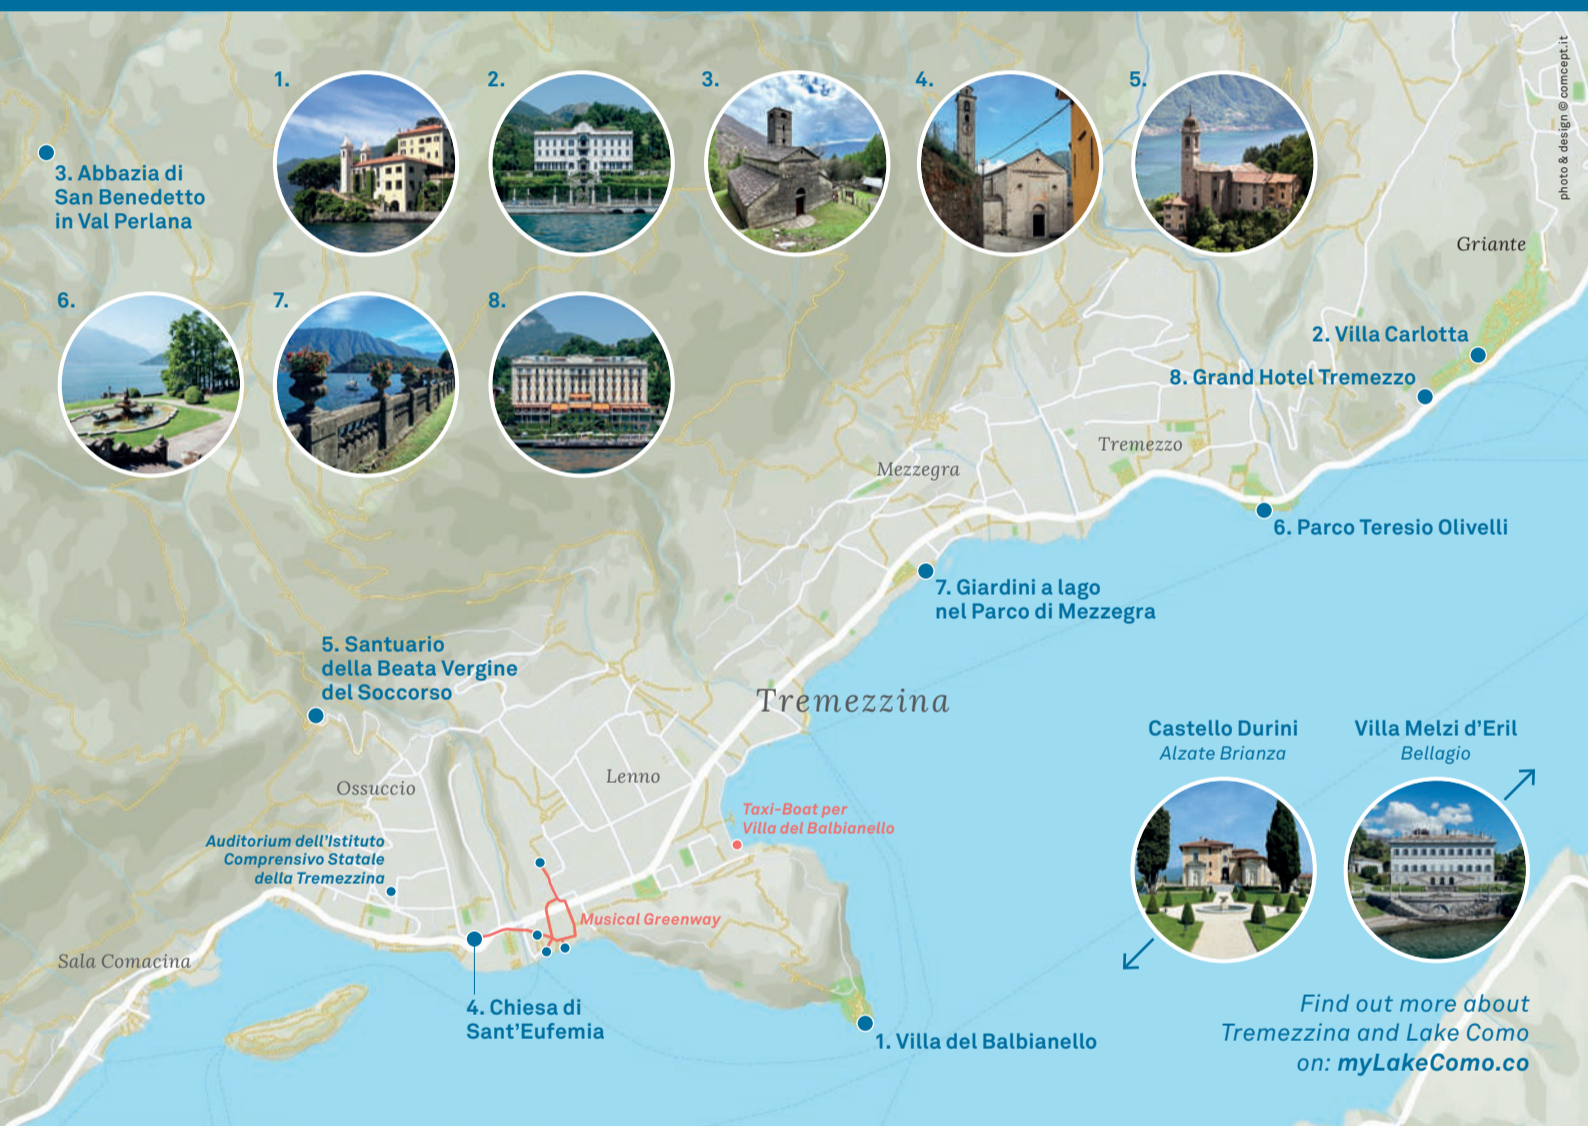 photo & design © comcept.it
1.
2.
3.
4.
5.
3. Abbazia di
San Benedetto
in Val Perlana
6.
7.
8.
Griante
2. Villa Carlotta
8. Grand Hotel Tremezzo
Tremezzo
Mezzegra
6. Parco Teresio Olivelli
7. Giardini a lago
nel Parco di Mezzegra
5. Santuario
della Beata Vergine
del Soccorso
Tremezzina
Castello Durini
Alzate Brianza
Villa Melzi d'Eril
Bellagio
Lenno
Ossuccio
Taxi-Boat per
Villa del Balbianello
Auditorium dell'Istituto
Comprensivo Statale
della Tremezzina
Musical Greenway
Sala Comacina
4. Chiesa di
Sant'Eufemia
1. Villa del Balbianello
Find out more about
Tremezzina and Lake Como
on: myLakeComo.co